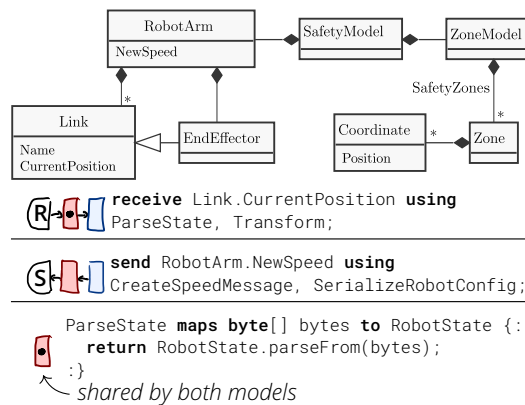 RobotArm
NewSpeed
SafetyModel
ZoneModel
SafetyZones
*
*
Link
Name
CurrentPosition
EndEffector
Coordinate
Position
*
Zone
R
receive Link.CurrentPosition using
ParseState, Transform;
S
send RobotArm.NewSpeed using
CreateSpeedMessage, SerializeRobotConfig;
ParseState maps byte[] bytes to RobotState {:
return RobotState.parseFrom(bytes);
:}
shared by both models